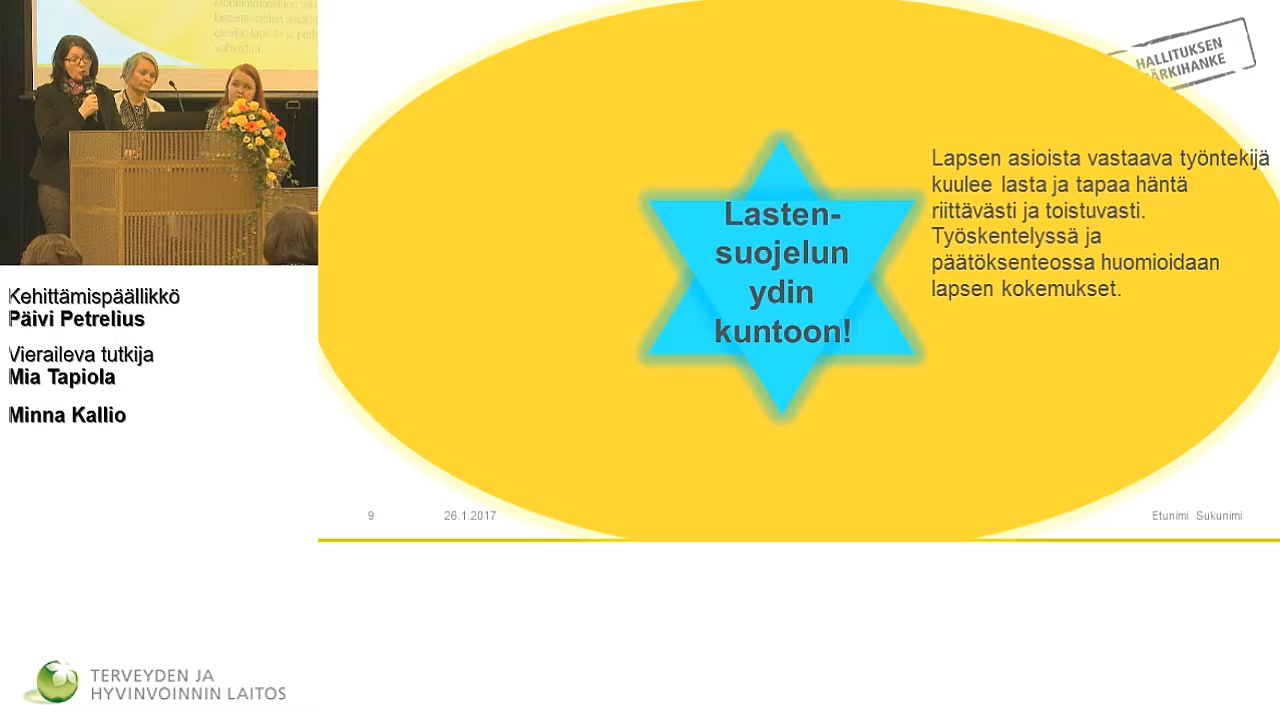 Kehittämispäällikkö
Päivi Petrelius
Vieraileva tutkija
Mia Tapiola
Minna Kallio
HALLITUKSEN
Lasten-
suojelun
ydin
kuntoon!
Lapsen asioista vastaava työntekijä
kuulee lasta ja tapaa häntä
riittävästi ja toistuvasti.
Työskentelyssä ja
päätöksenteossa huomioidaan
lapsen kokemukset.
9
26.1.2017
Etunimi Sukunimi
TERVEYDEN JA
HYVINVOINNIN LAITOS